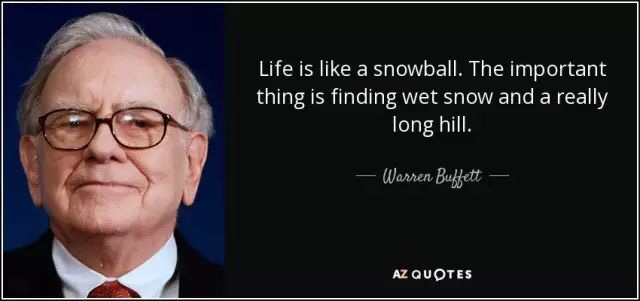 Life is like a snowball. The important
thing is finding wet snow and a really
long hill.
Warren Buffett
AZ QUOTES